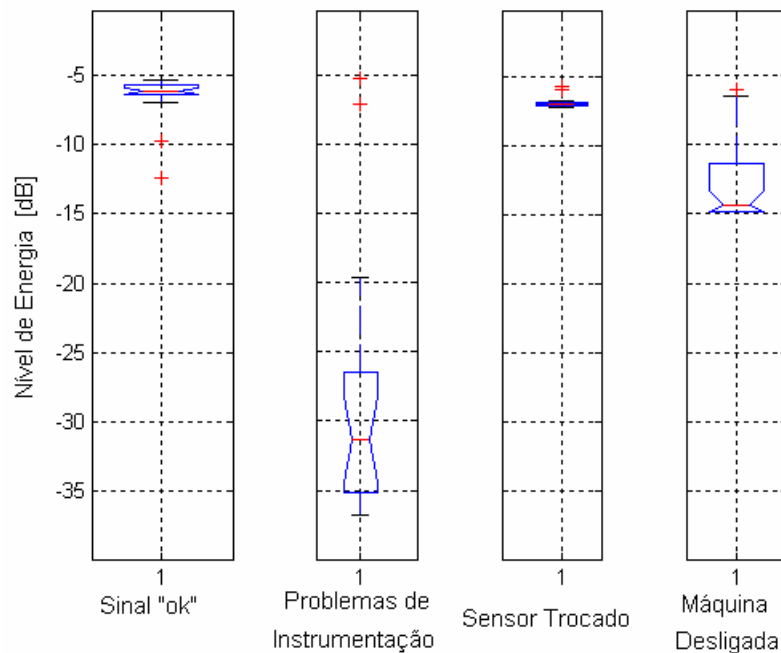 Nível de Energia [dB]
-5
-10
-15
-20
-25
-30
-35
1
1
1
1
Sinal "ok"
Problemas de
Instrumentação
Sensor Trocado
Máquina
Desligada